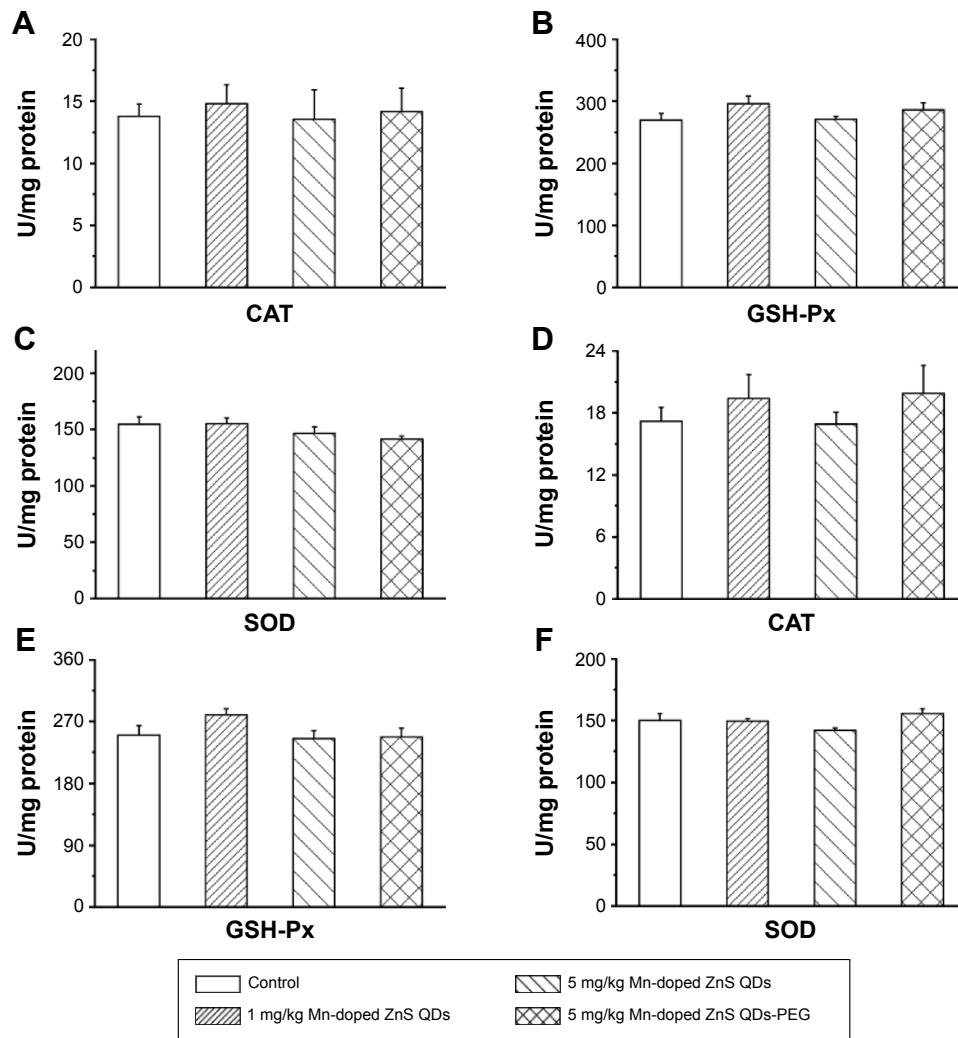 A
20
15
10
5
0
U/mg protein
CAT
B
400
300
200
100
0
U/mg protein
GSH-Px
C
200
150
100
50
0
U/mg protein
SOD
D
24
18
12
6
0
U/mg protein
CAT
E
360
270
180
90
0
U/mg protein
GSH-Px
F
200
150
100
50
0
U/mg protein
SOD
Control
5 mg/kg Mn-doped ZnS QDs
1 mg/kg Mn-doped ZnS QDs
5 mg/kg Mn-doped ZnS QDs-PEG